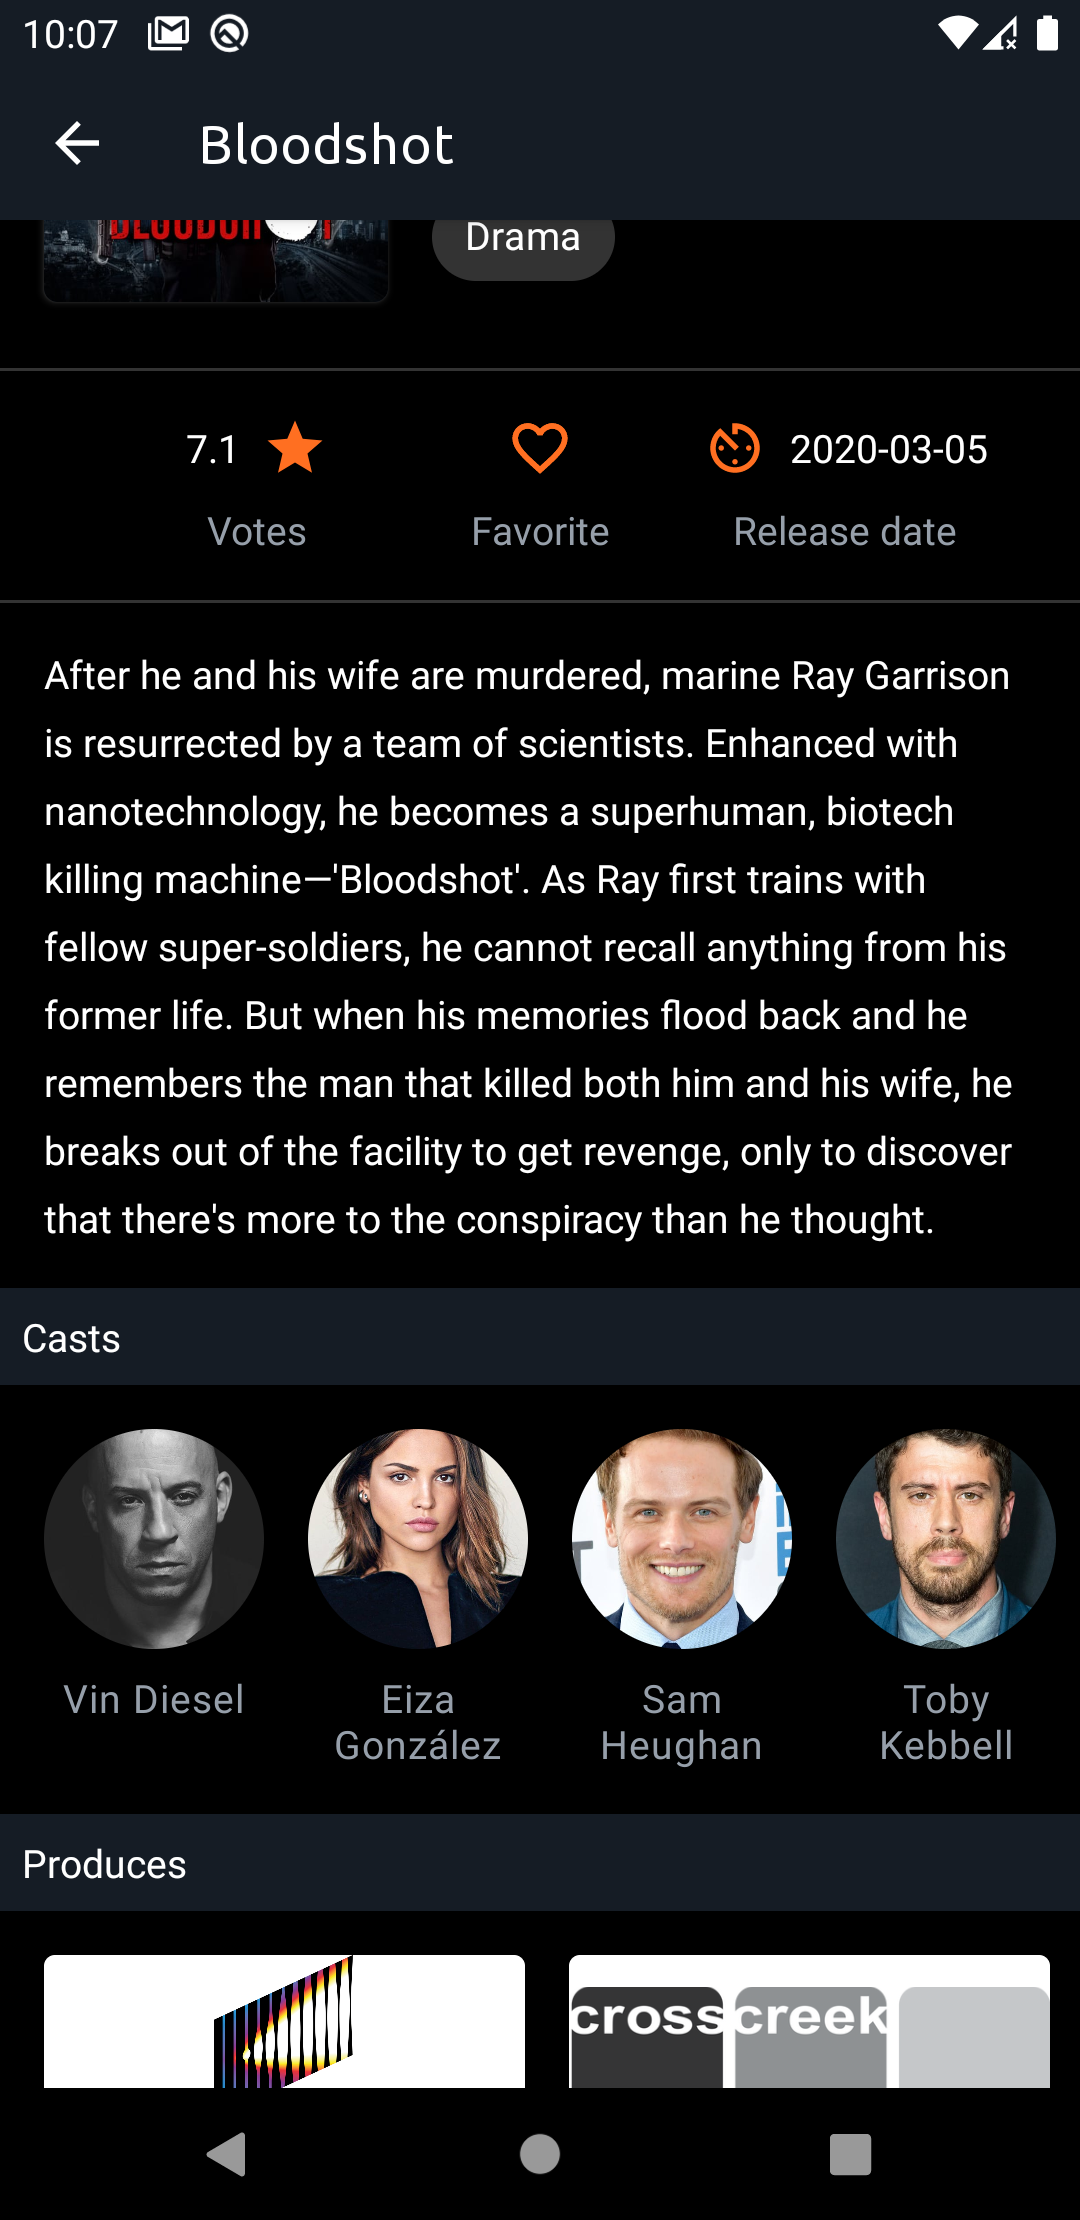 10:07
Bloodshot
BLOODSHOT
Drama
7.1
2020-03-05
Votes
Favorite
Release date
After he and his wife are murdered, marine Ray Garrison
is resurrected by a team of scientists. Enhanced with
nanotechnology, he becomes a superhuman, biotech
killing machine—'Bloodshot'. As Ray first trains with
fellow super-soldiers, he cannot recall anything from his
former life. But when his memories flood back and he
remembers the man that killed both him and his wife, he
breaks out of the facility to get revenge, only to discover
that there's more to the conspiracy than he thought.
Casts
Vin Diesel
Eiza
González
Sam
Heughan
Toby
Kebbell
Produces
crosscreek